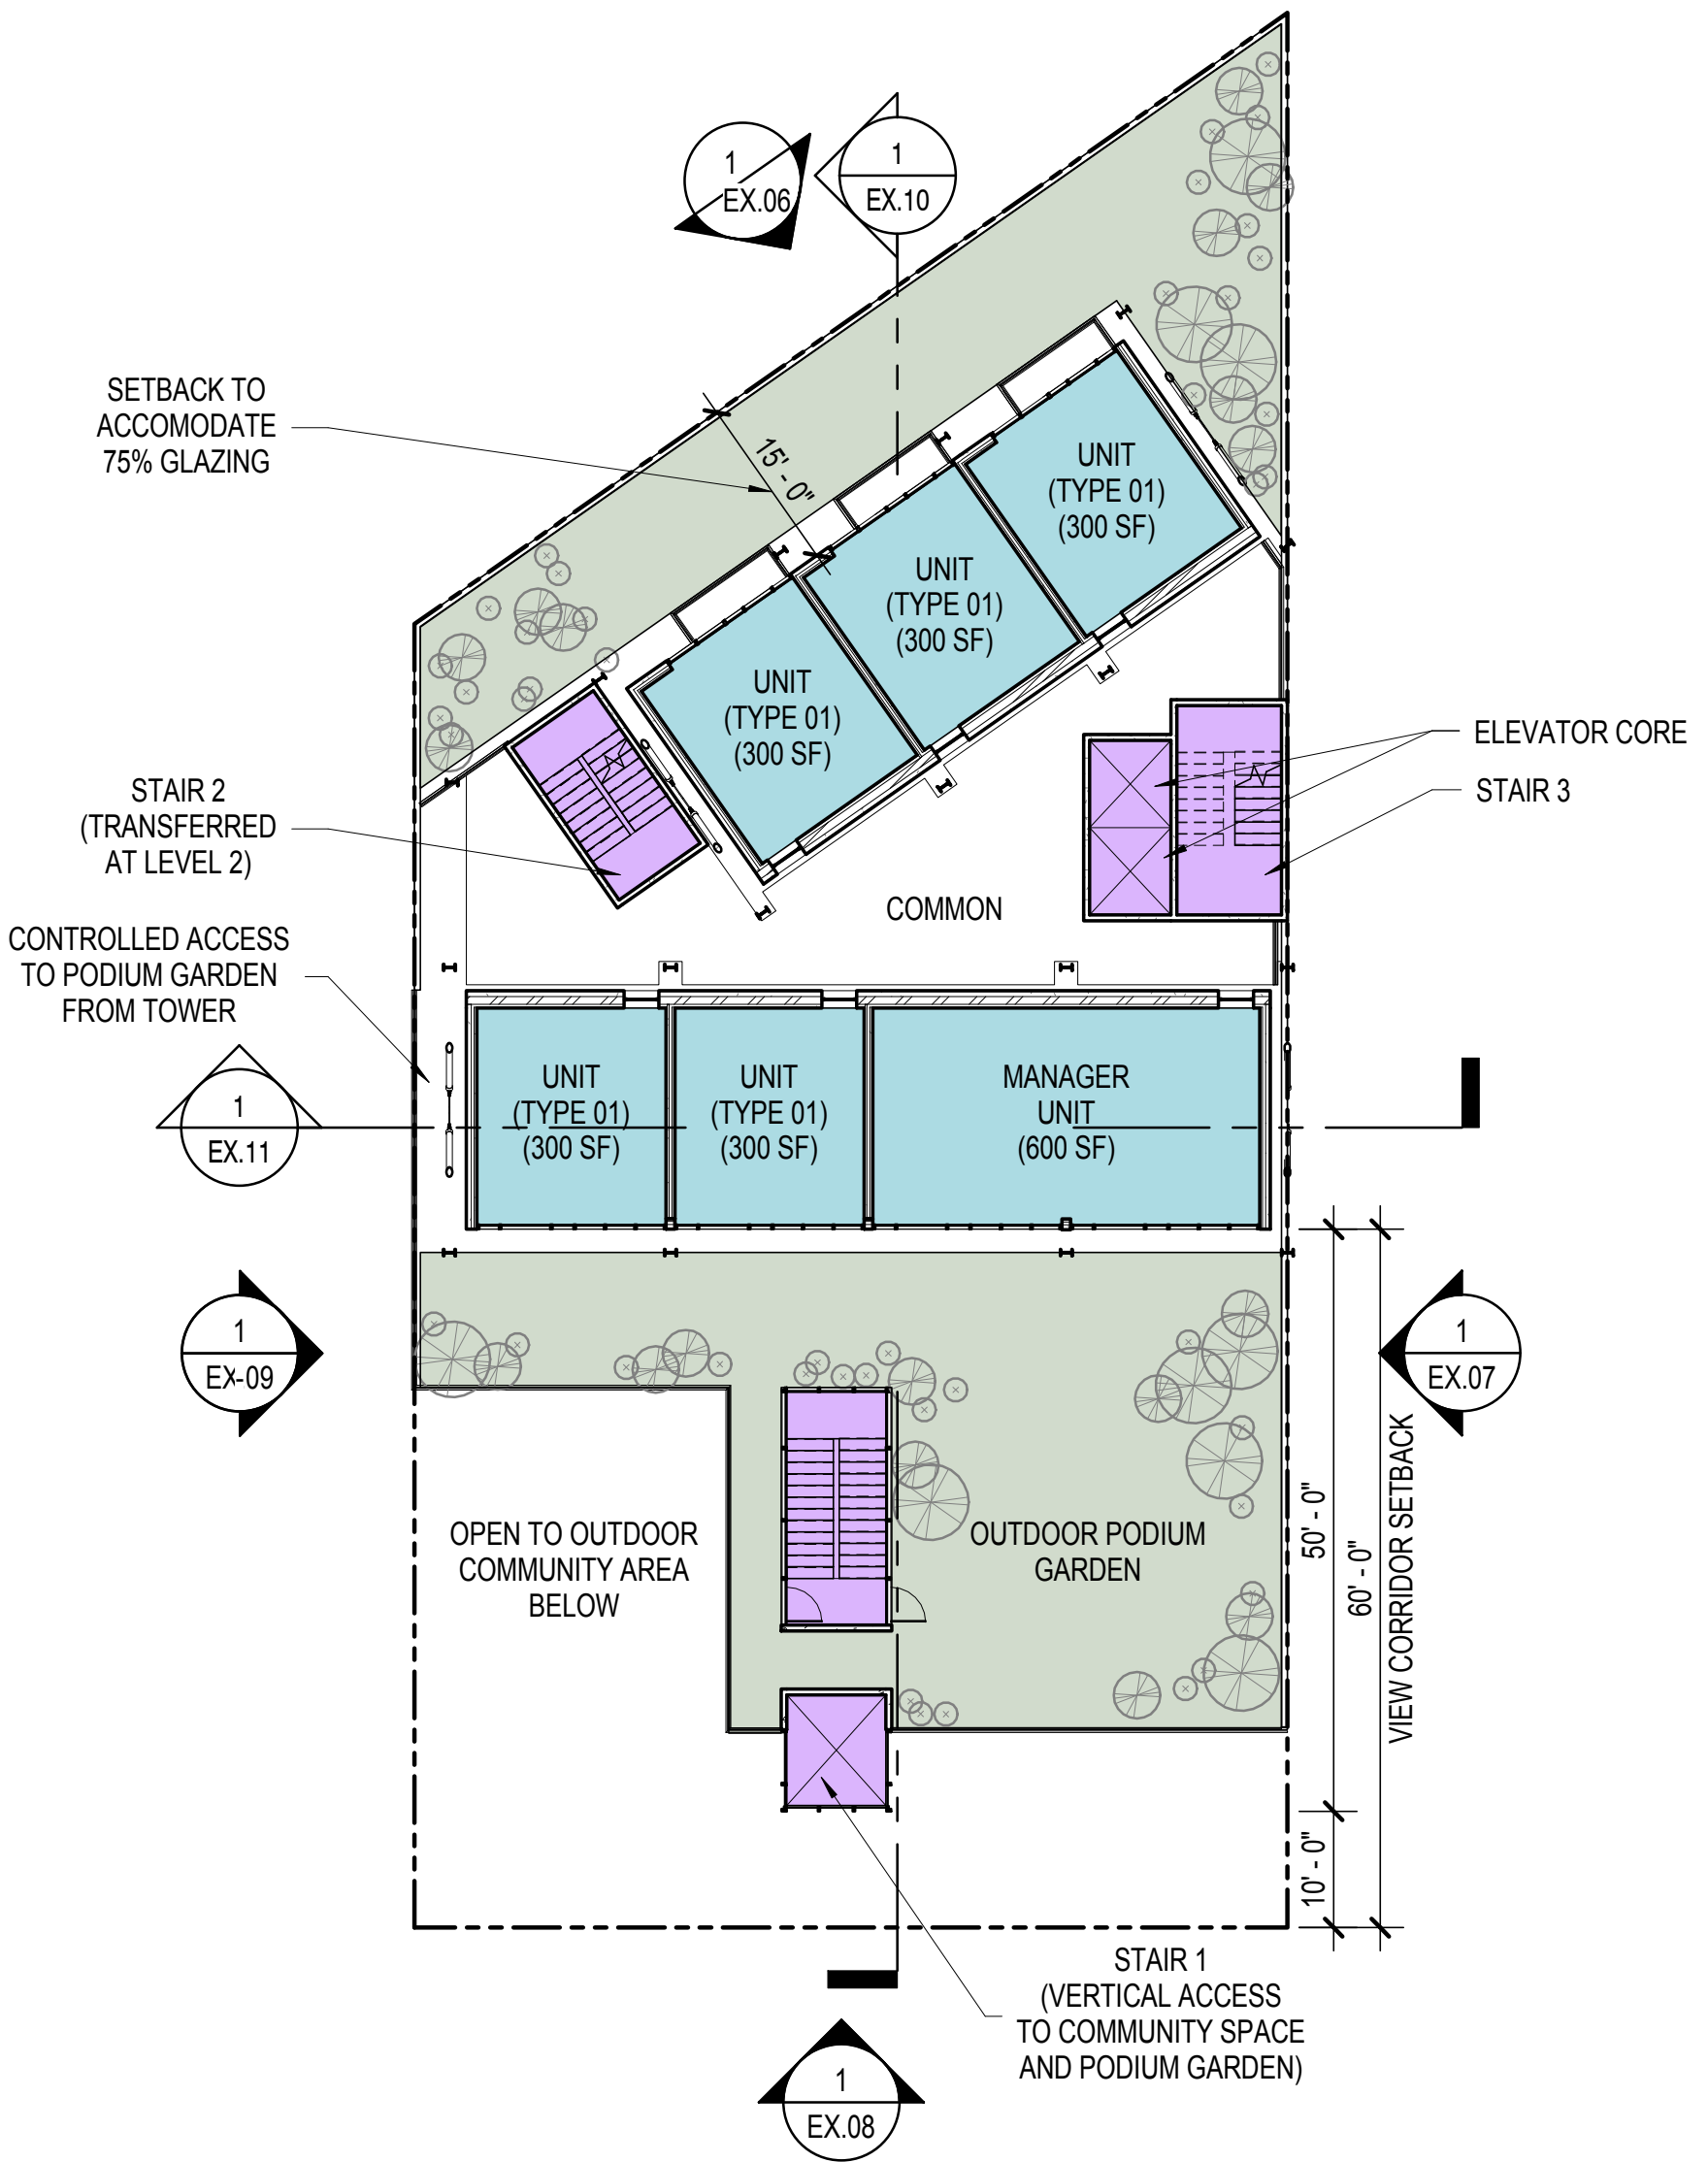 1
EX.06
1
EX.10
SETBACK TO
ACCOMODATE
75% GLAZING
15' - 0"
UNIT
(TYPE 01)
(300 SF)
UNIT
(TYPE 01)
(300 SF)
UNIT
(TYPE 01)
(300 SF)
ELEVATOR CORE
STAIR 3
STAIR 2
(TRANSFERRED
AT LEVEL 2)
COMMON
CONTROLLED ACCESS
TO PODIUM GARDEN
FROM TOWER
UNIT
(TYPE 01)
(300 SF)
UNIT
(TYPE 01)
(300 SF)
MANAGER
UNIT
(600 SF)
1
EX.11
1
EX-09
1
EX.07
OPEN TO OUTDOOR
COMMUNITY AREA
BELOW
OUTDOOR PODIUM
GARDEN
50' - 0"
60' - 0"
VIEW CORRIDOR SETBACK
10' - 0"
STAIR 1
(VERTICAL ACCESS
TO COMMUNITY SPACE
AND PODIUM GARDEN)
1
EX.08